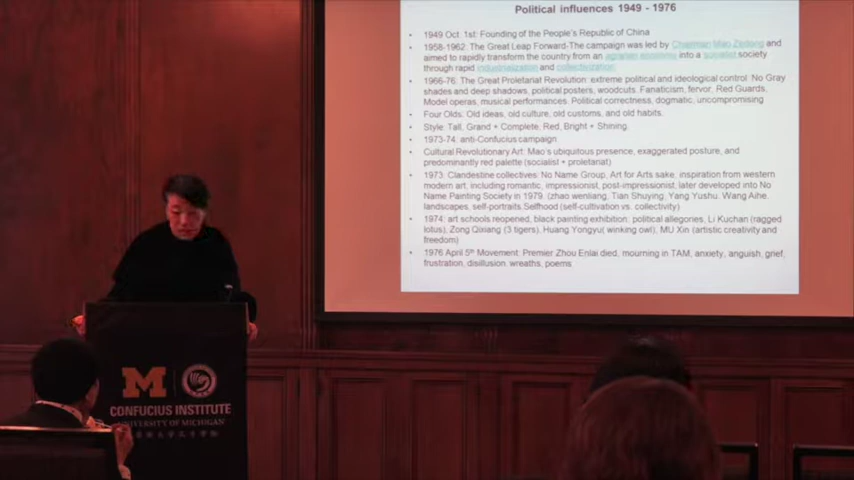 Political influences 1949 - 1976
• 1949 Oct. 1st: Founding of the People's Republic of China
• 1958-1962: The Great Leap Forward-The campaign was led by Chairman Mao Zedong and
aimed to rapidly transform the country from an agrarian economy into a socialist society
through rapid industrialization and collectivization.
• 1966-76: The Great Proletariat Revolution: extreme political and ideological control: No Gray
shades and deep shadows, political posters, woodcuts. Fanaticism, fervor, Red Guards.
Model operas, musical performances. Political correctness, dogmatic, uncompromising
• Four Olds: Old ideas, old culture, old customs, and old habits.
• Style: Tall, Grand + Complete, Red, Bright + Shining.
• 1973-74: anti-Confucius campaign
• Cultural Revolutionary Art: Mao's ubiquitous presence, exaggerated posture, and
predominantly red palette (socialist + proletariat)
• 1973: Clandestine collectives: No Name Group, Art for Arts sake, inspiration from western
modern art, including romantic, impressionist, post-impressionist, later developed into No
Name Painting Society in 1979. (zhao wenliang, Tian Shuying, Yang Yushu, Wang Aihe.
landscapes, self-portraits.Selfhood (self-cultivation vs. collectivity)
• 1974: art schools reopened, black painting exhibition: political allegories, Li Kuchan (ragged
lotus), Zong Qixiang (3 tigers), Huang Yongyu( winking owl), MU Xin (artistic creativity and
freedom)
• 1976 April 5th Movement: Premier Zhou Enlai died, mourning in TAM, anxiety, anguish, grief,
frustration, disillusion, wreaths, poems
M
CONFUCIUS INSTITUTE
UNIVERSITY OF MICHIGAN